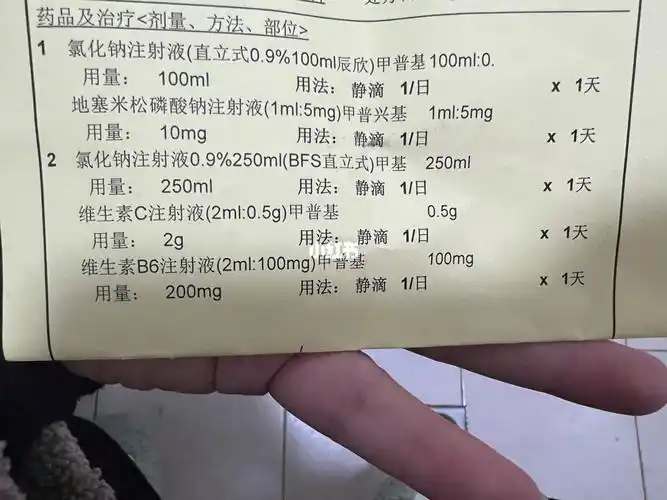 药品及治疗<剂量、方法、部位>
1 氯化钠注射液(直立式0.9%100ml辰欣)甲普基 100ml:0.
用量: 100ml 用法: 静滴 1/日 x 1天
地塞米松磷酸钠注射液(1ml:5mg)甲普兴基 1ml:5mg
用量: 10mg 用法: 静滴 1/日 x 1天
2 氯化钠注射液0.9%250ml(BFS直立式)甲基 250ml
用量: 250ml 用法: 静滴 1/日 x 1天
维生素C注射液(2ml:0.5g)甲普基 0.5g
用量: 2g 用法: 静滴 1/日 x 1天
维生素B6注射液(2ml:100mg)甲普基 100mg
用量: 200mg 用法: 静滴 1/日 x 1天
小红书